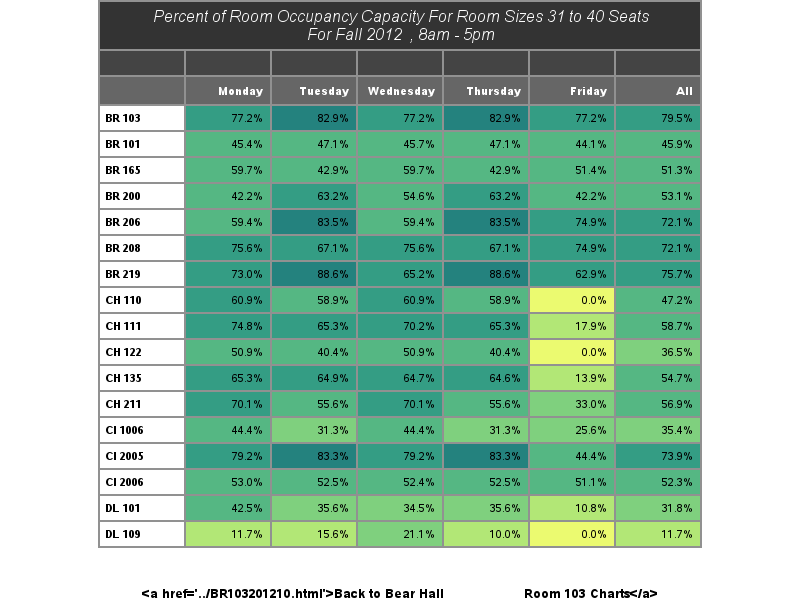 Percent of Room Occupancy Capacity For Room Sizes 31 to 40 Seats
For Fall 2012 , 8am - 5pm
Monday Tuesday Wednesday Thursday Friday All
BR 103 77.2% 82.9% 77.2% 82.9% 77.2% 79.5%
BR 101 45.4% 47.1% 45.7% 47.1% 44.1% 45.9%
BR 165 59.7% 42.9% 59.7% 42.9% 51.4% 51.3%
BR 200 42.2% 63.2% 54.6% 63.2% 42.2% 53.1%
BR 206 59.4% 83.5% 59.4% 83.5% 74.9% 72.1%
BR 208 75.6% 67.1% 75.6% 67.1% 74.9% 72.1%
BR 219 73.0% 88.6% 65.2% 88.6% 62.9% 75.7%
CH 110 60.9% 58.9% 60.9% 58.9% 0.0% 47.2%
CH 111 74.8% 65.3% 70.2% 65.3% 17.9% 58.7%
CH 122 50.9% 40.4% 50.9% 40.4% 0.0% 36.5%
CH 135 65.3% 64.9% 64.7% 64.6% 13.9% 54.7%
CH 211 70.1% 55.6% 70.1% 55.6% 33.0% 56.9%
CI 1006 44.4% 31.3% 44.4% 31.3% 25.6% 35.4%
CI 2005 79.2% 83.3% 79.2% 83.3% 44.4% 73.9%
CI 2006 53.0% 52.5% 52.4% 52.5% 51.1% 52.3%
DL 101 42.5% 35.6% 34.5% 35.6% 10.8% 31.8%
DL 109 11.7% 15.6% 21.1% 10.0% 0.0% 11.7%
<a href='../BR103201210.html'>Back to Bear Hall Room 103 Charts</a>